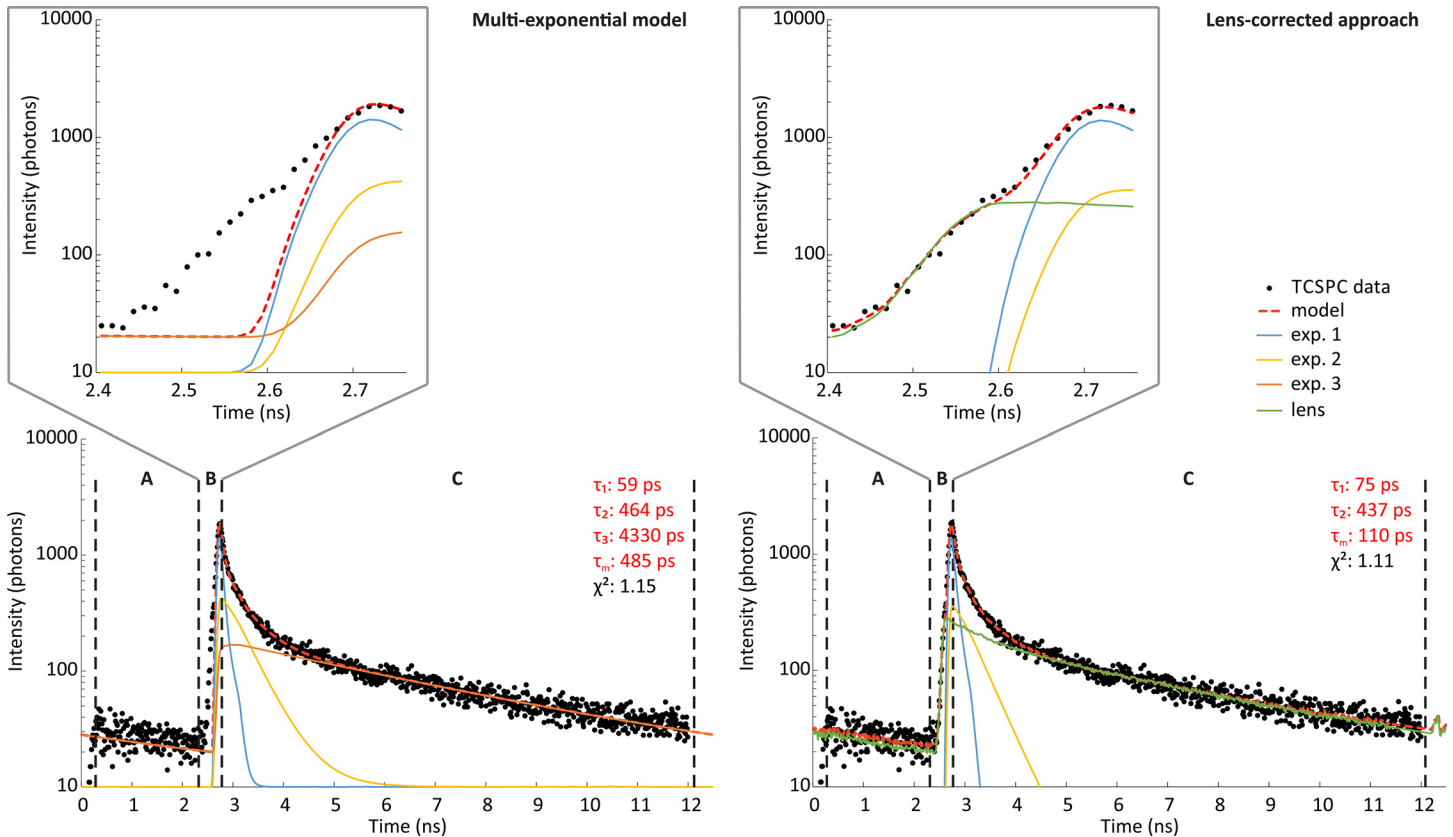 Multi-exponential model
10000
1000
100
10
Intensity (photons)
2.4 2.5 2.6 2.7
Time (ns)
Lens-corrected approach
10000
1000
100
10
Intensity (photons)
2.4 2.5 2.6 2.7
Time (ns)
TCSPC data
model
exp. 1
exp. 2
exp. 3
lens
10000
1000
100
10
Intensity (photons)
A B C
τ₁: 59 ps
τ₂: 464 ps
τ₃: 4330 ps
τₘ: 485 ps
χ²: 1.15
0 1 2 3 4 5 6 7 8 9 10 11 12
Time (ns)
10000
1000
100
10
Intensity (photons)
A B C
τ₁: 75 ps
τ₂: 437 ps
τₘ: 110 ps
χ²: 1.11
0 1 2 3 4 5 6 7 8 9 10 11 12
Time (ns)